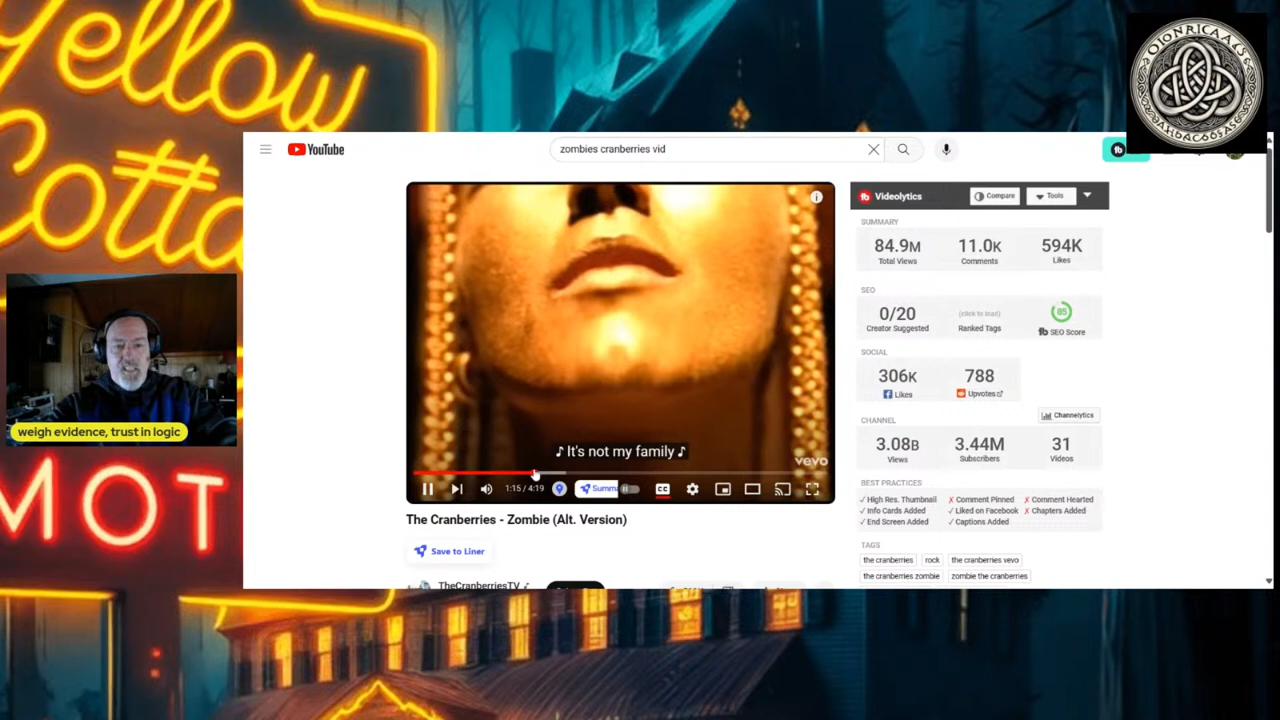 Yellow
Cotta
MOT
weigh evidence, trust in logic
YouTube
zombies cranberries vid
♪ It's not my family ♪
vevo
1:15 / 4:19
CC
The Cranberries - Zombie (Alt. Version)
Save to Liner
TheCranberriesTV
Videolytics
Compare
Tools
SUMMARY
84.9M 11.0K 594K
Total Views Comments Likes
SEO
0/20 (click to load) 85
Creator Suggested Ranked Tags SEO Score
SOCIAL
306K 788
Likes Upvotes
CHANNEL
Channelytics
3.08B 3.44M 31
Views Subscribers Videos
BEST PRACTICES
✓ High Res. Thumbnail ✗ Comment Pinned ✗ Comment Hearted
✓ Info Cards Added ✓ Liked on Facebook ✗ Chapters Added
✓ End Screen Added ✓ Captions Added
TAGS
the cranberries rock the cranberries vevo
the cranberries zombie zombie the cranberries